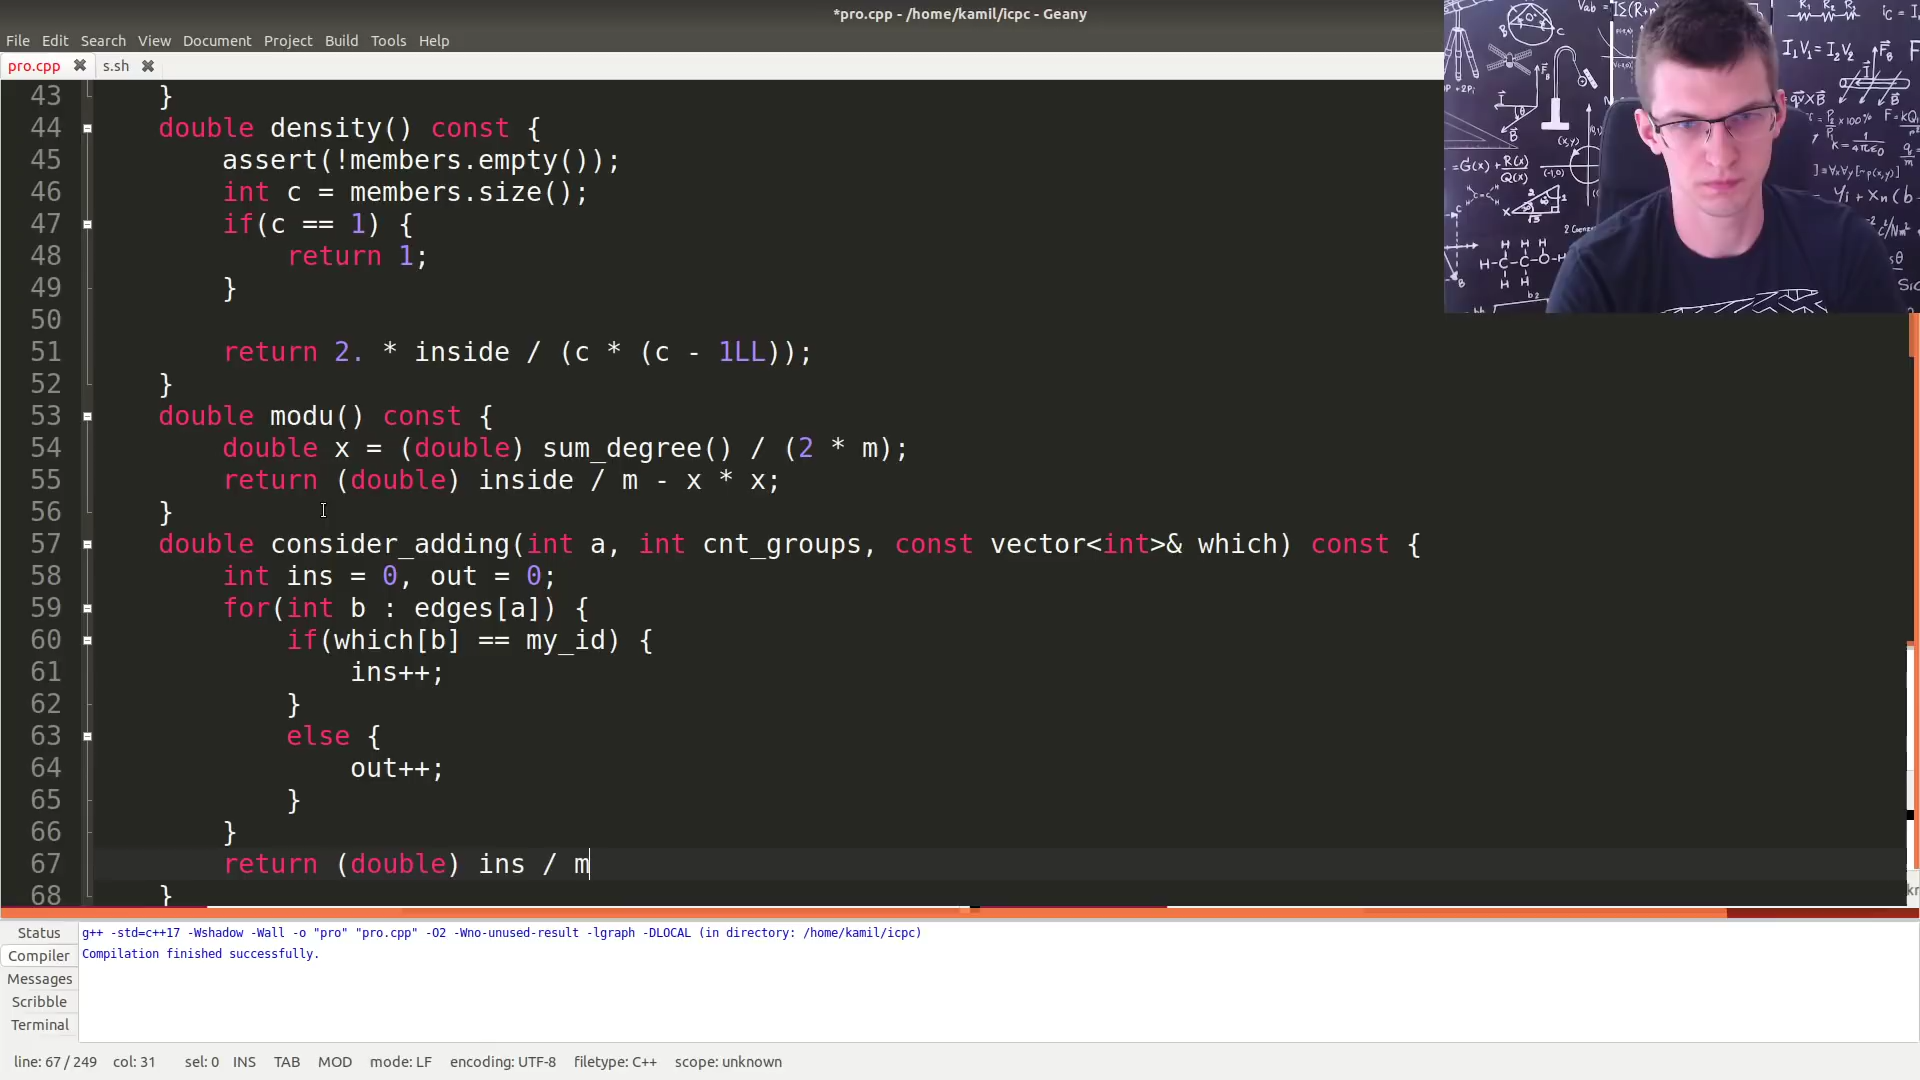 *pro.cpp - /home/kamil/icpc - Geany
File Edit Search View Document Project Build Tools Help
pro.cpp s.sh
43 }
44 double density() const {
45 assert(!members.empty());
46 int c = members.size();
47 if(c == 1) {
48 return 1;
49 }
50
51 return 2. * inside / (c * (c - 1LL));
52 }
53 double modu() const {
54 double x = (double) sum_degree() / (2 * m);
55 return (double) inside / m - x * x;
56 }
57 double consider_adding(int a, int cnt_groups, const vector<int>& which) const {
58 int ins = 0, out = 0;
59 for(int b : edges[a]) {
60 if(which[b] == my_id) {
61 ins++;
62 }
63 else {
64 out++;
65 }
66 }
67 return (double) ins / m
68 }
Status
Compiler
Messages
Scribble
Terminal
g++ -std=c++17 -Wshadow -Wall -o "pro" "pro.cpp" -O2 -Wno-unused-result -lgraph -DLOCAL (in directory: /home/kamil/icpc)
Compilation finished successfully.
line: 67 / 249 col: 31 sel: 0 INS TAB MOD mode: LF encoding: UTF-8 filetype: C++ scope: unknown